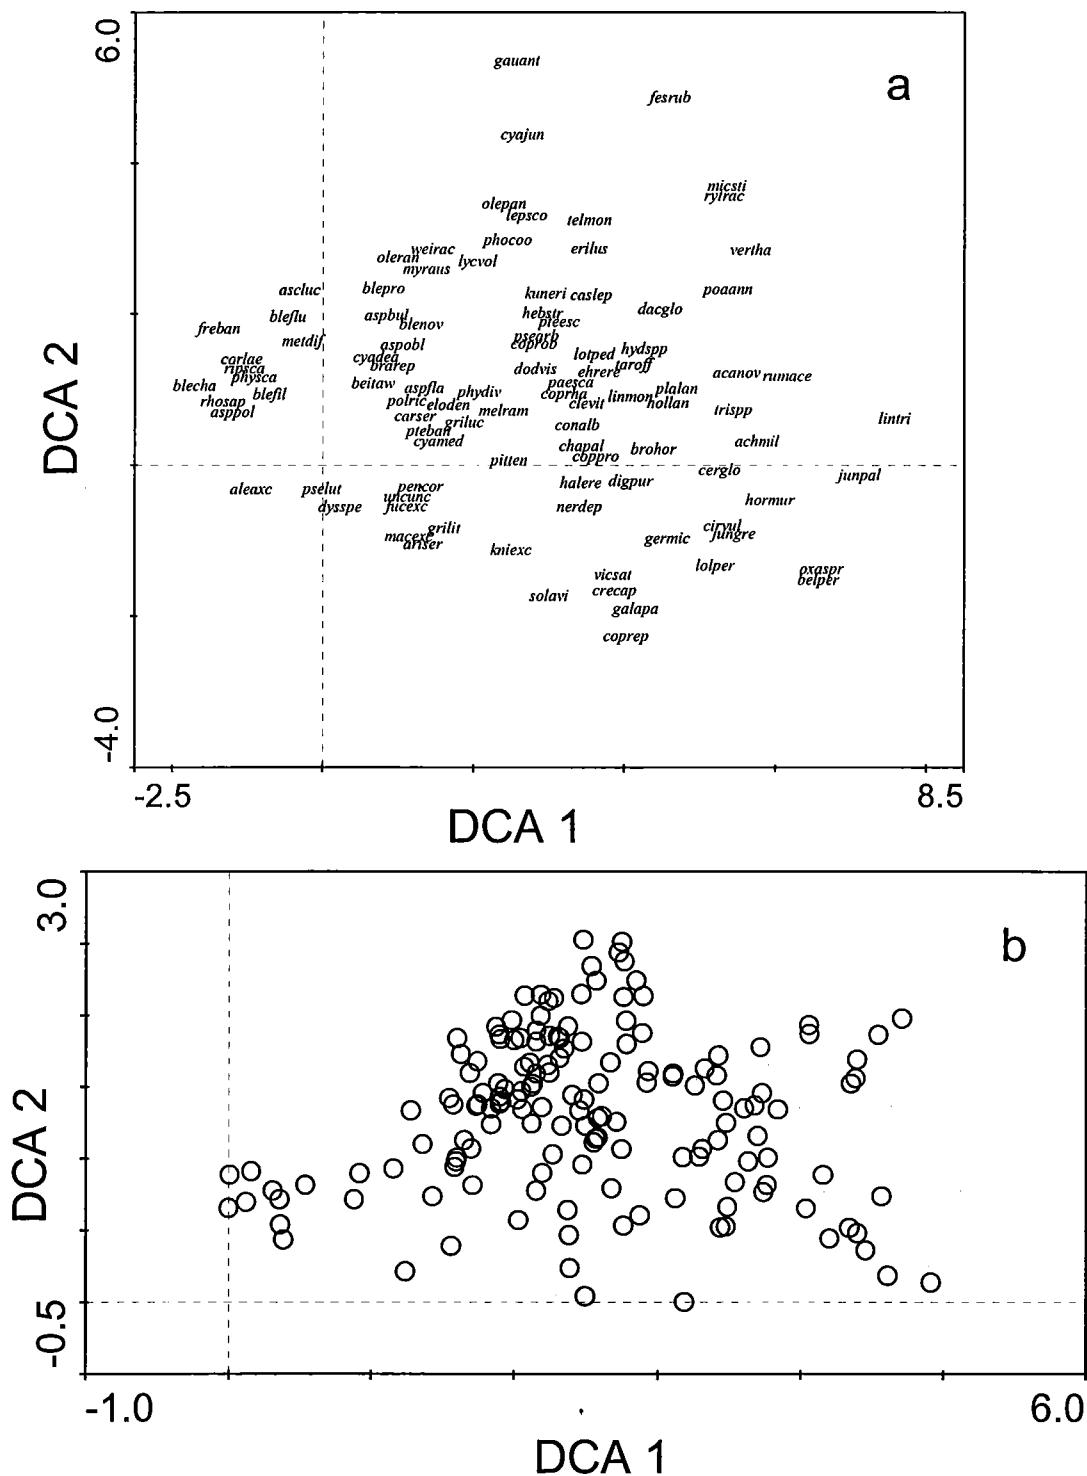 6.0
a
gauant
fesrub
cyajun
micsti
rytrac
olepan
lepsco
telmon
phocoo
erilus
vertha
weirac
oleran
lycvol
myraus
ascluc
blepro
kuneri caslep
poaann
dacglo
bleflu
aspbul
hebstr
blenov
pteesc
freban
metdif
psearb
coprob
aspobl
hydspp
lotped
carlae
cyadea
taroff
ripsca
brarep
dodvis
ehrere
physca
acanov
rumace
blecha
beitaw
aspfla
paesca
plalan
blefil
phydiv
coprha
linmon
rhosap
polric
eloden
clevit
hollan
asppol
melram
trispp
carser
griluc
conalb
lintri
pteban
cyamed
achmil
chapal
brohor
coppro
pitten
cerglo
junpal
aleaxc
pselut
pencor
halere
digpur
uncunc
dysspe
fucexc
nerdep
hormur
grilit
cirvul
macexc
jungre
ariser
germic
kniexc
lolper
oxaspr
vicsat
belper
crecap
solavi
galapa
coprep
DCA 2
-4.0
-2.5
8.5
DCA 1
3.0
b
DCA 2
-0.5
-1.0
6.0
DCA 1